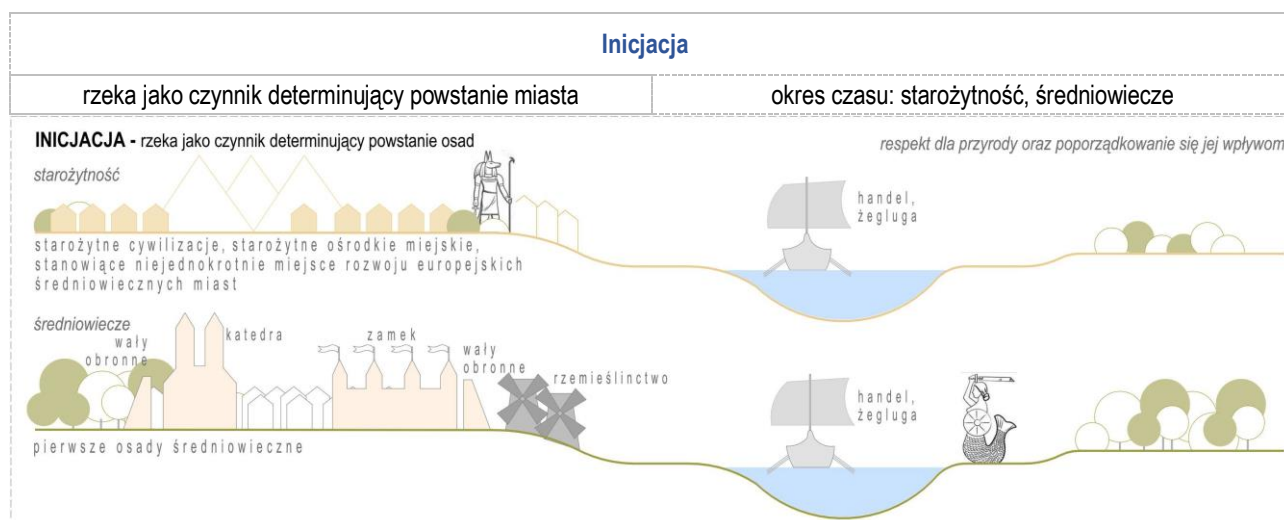 Inicjacja
rzeka jako czynnik determinujący powstanie miasta
okres czasu: starożytność, średniowiecze
INICJACJA - rzeka jako czynnik determinujący powstanie osad
respekt dla przyrody oraz poporządkowanie się jej wpływom
starożytność
handel,
żegluga
starożytne cywilizacje, starożytne ośrodkie miejskie,
stanowiące niejednokrotnie miejsce rozwoju europejskich
średniowiecznych miast
średniowiecze
wały
obronne
katedra
zamek
wały
obronne
rzemieślinctwo
handel,
żegluga
pierwsze osady średniowieczne